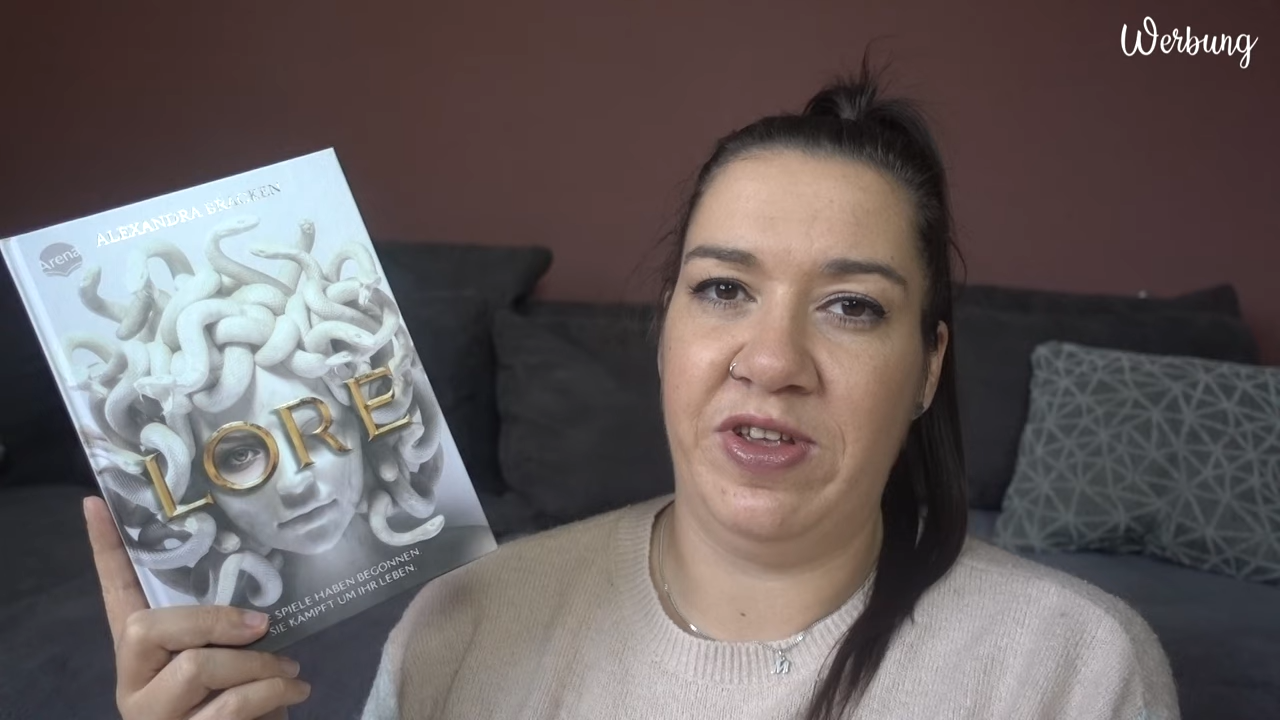 Werbung
ALEXANDRA BRACKEN
Arena
LORE
SPIELE HABEN BEGONNEN.
SIE KÄMPFT UM IHR LEBEN.